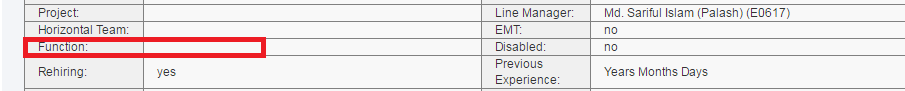 Project: Line Manager: Md. Sariful Islam (Palash) (E0617)
Horizontal Team: EMT: no
Function: Disabled: no
Rehiring: yes Previous Experience: Years Months Days